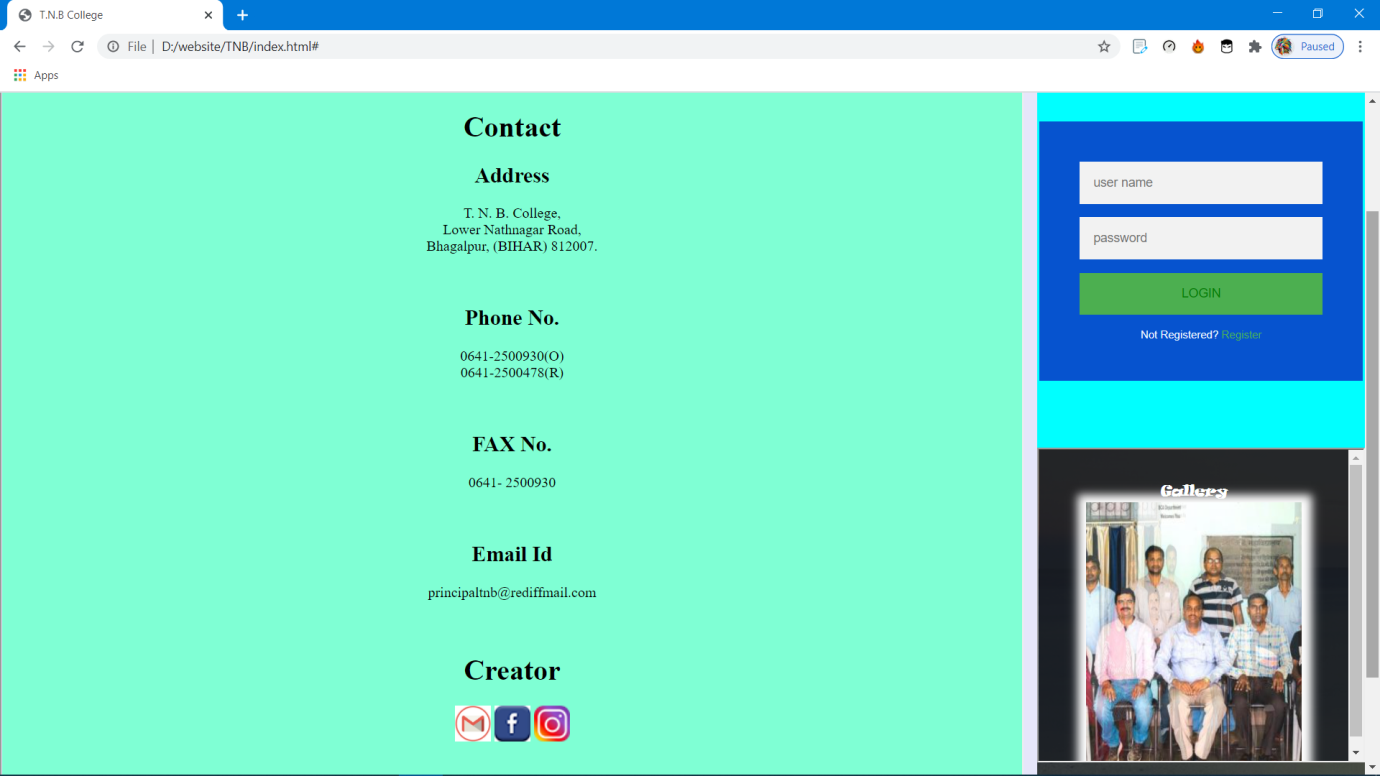 T.N.B College
File
D:/website/TNB/index.html#
Paused
Apps
Contact
Address
T. N. B. College,
Lower Nathnagar Road,
Bhagalpur, (BIHAR) 812007.
Phone No.
0641-2500930(O)
0641-2500478(R)
FAX No.
0641- 2500930
Email Id
principaltnb@rediffmail.com
Creator
user name
password
LOGIN
Not Registered? Register
Gallery